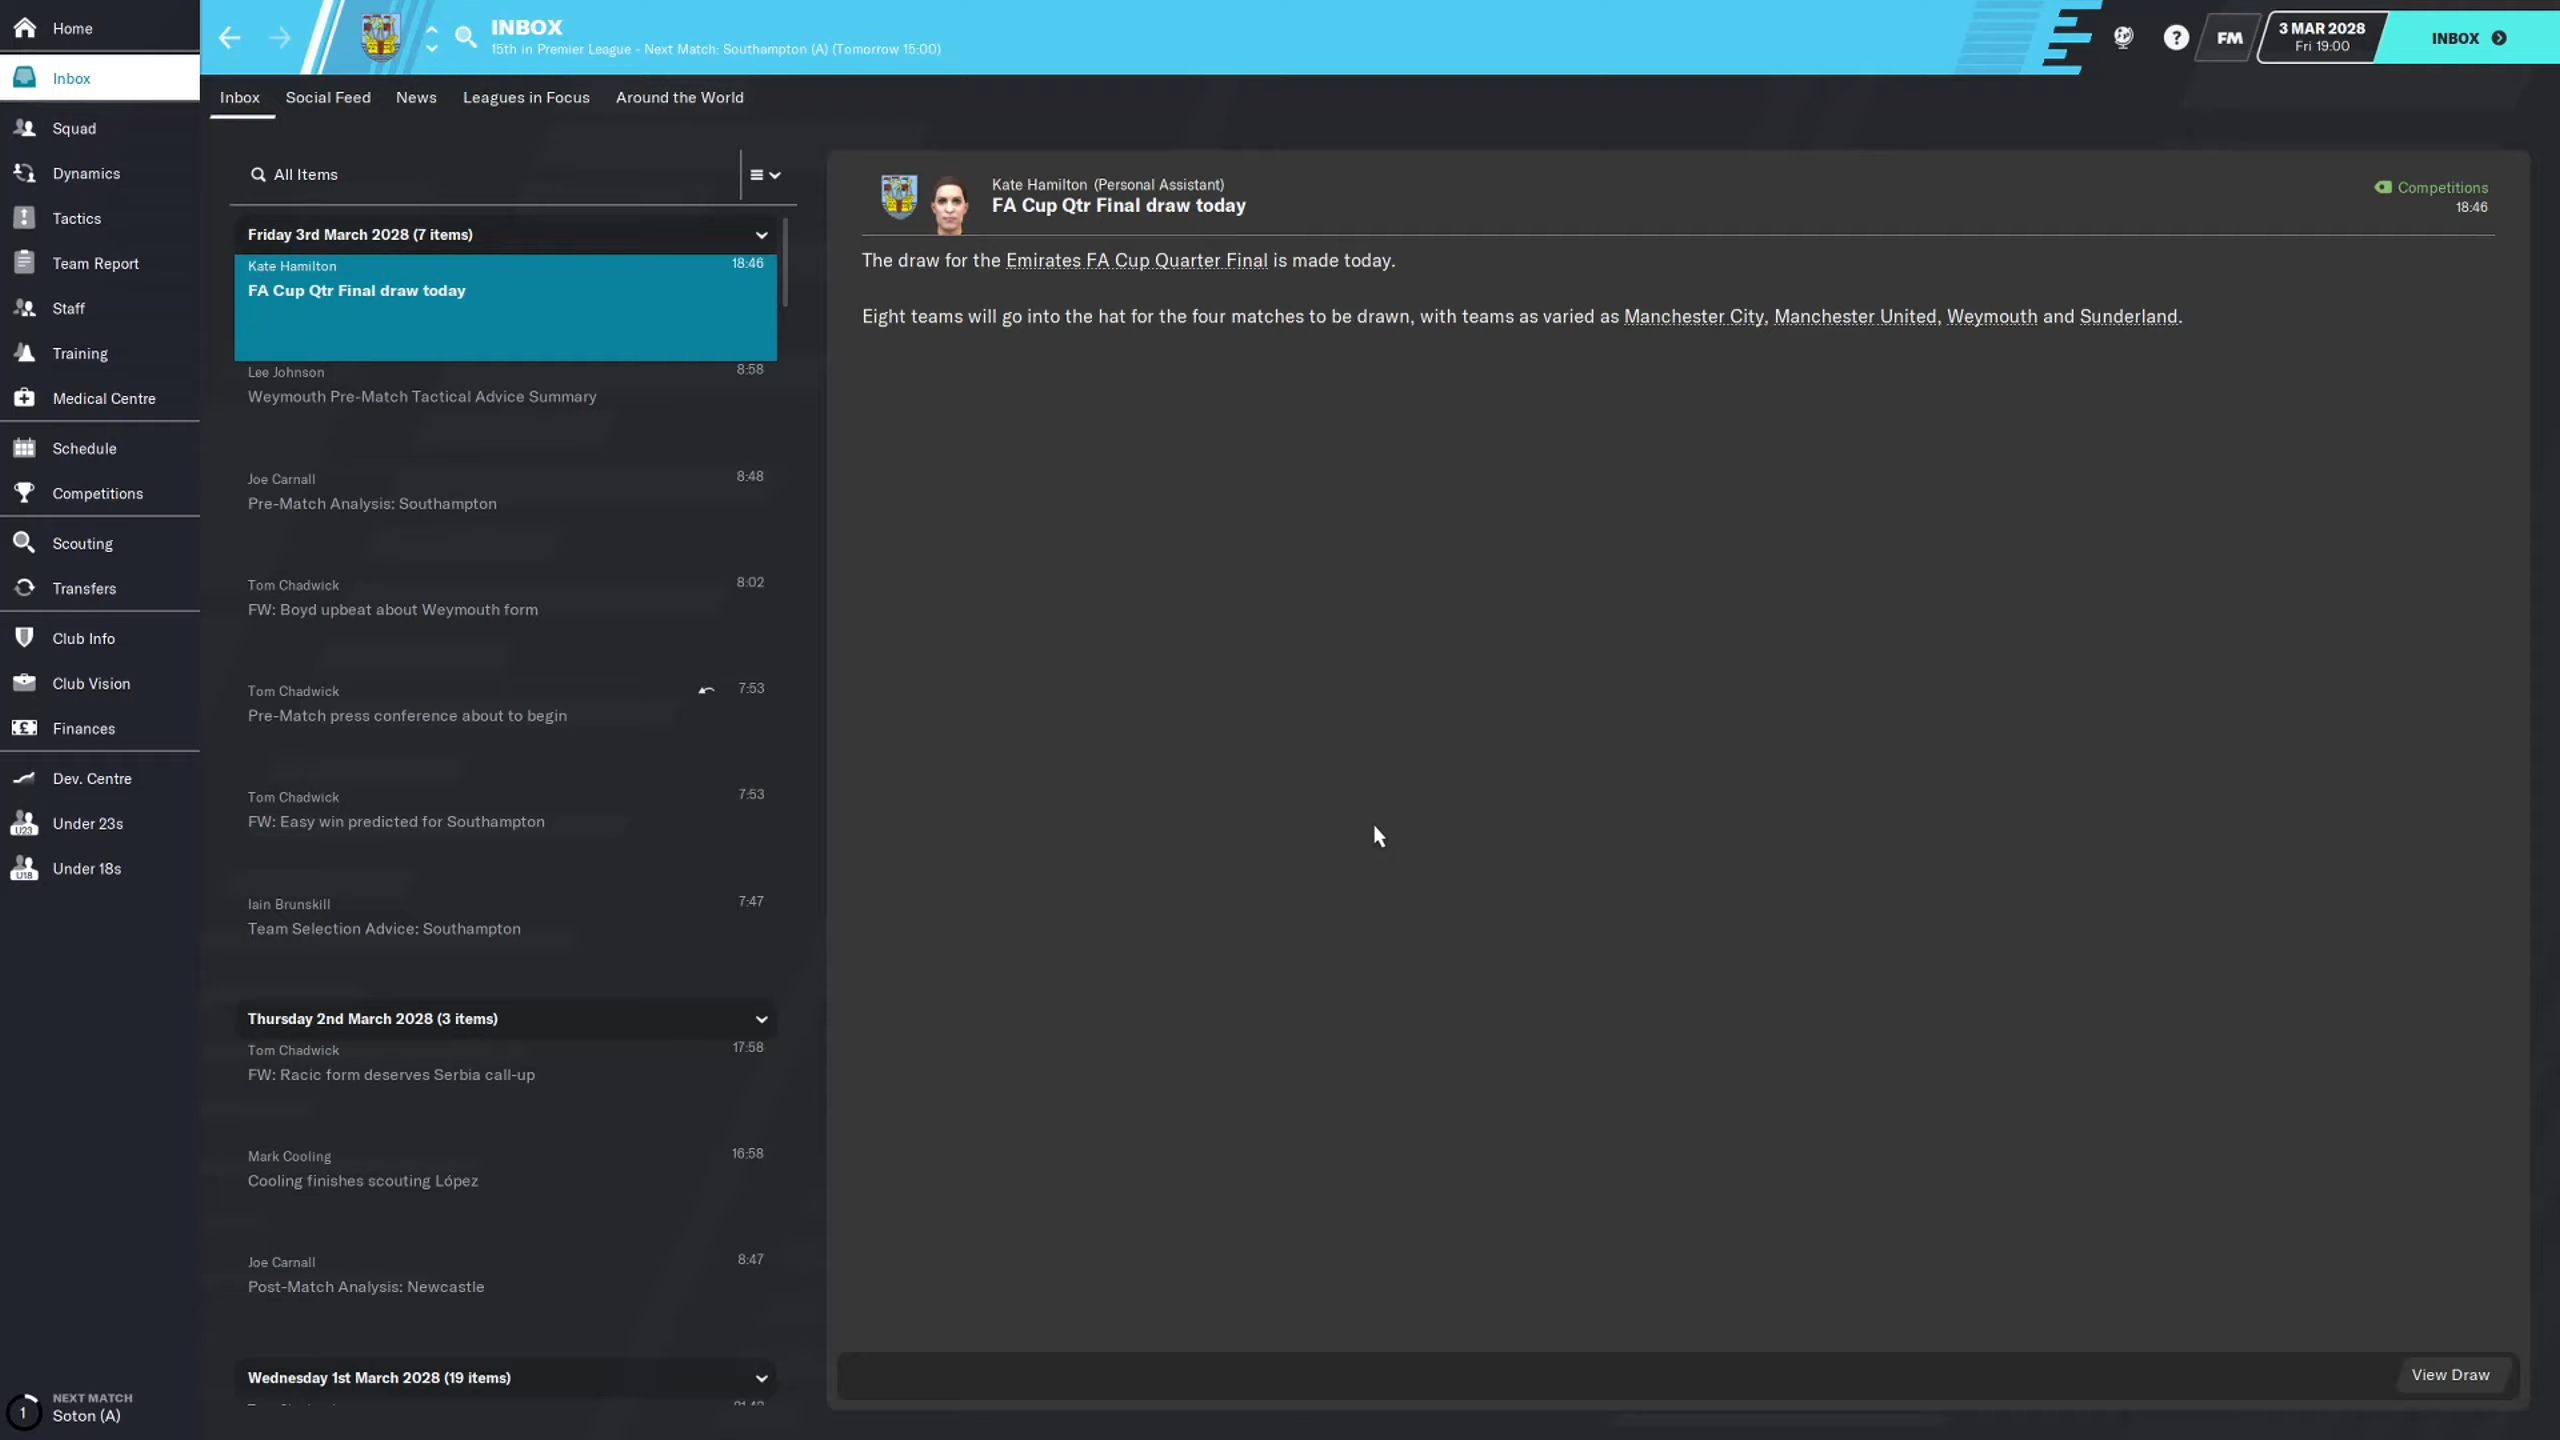 Home
Inbox
Squad
Dynamics
Tactics
Team Report
Staff
Training
Medical Centre
Schedule
Competitions
Scouting
Transfers
Club Info
Club Vision
Finances
Dev. Centre
U23
Under 23s
U18
Under 18s
1
NEXT MATCH
Soton (A)
INBOX
15th in Premier League - Next Match: Southampton (A) (Tomorrow 15:00)
?
FM
3 MAR 2028
Fri 19:00
INBOX
Inbox
Social Feed
News
Leagues in Focus
Around the World
All Items
Friday 3rd March 2028 (7 items)
Kate Hamilton
18:46
FA Cup Qtr Final draw today
Lee Johnson
8:58
Weymouth Pre-Match Tactical Advice Summary
Joe Carnall
8:48
Pre-Match Analysis: Southampton
Tom Chadwick
8:02
FW: Boyd upbeat about Weymouth form
Tom Chadwick
7:53
Pre-Match press conference about to begin
Tom Chadwick
7:53
FW: Easy win predicted for Southampton
Iain Brunskill
7:47
Team Selection Advice: Southampton
Thursday 2nd March 2028 (3 items)
Tom Chadwick
17:58
FW: Racic form deserves Serbia call-up
Mark Cooling
16:58
Cooling finishes scouting López
Joe Carnall
8:47
Post-Match Analysis: Newcastle
Wednesday 1st March 2028 (19 items)
Kate Hamilton (Personal Assistant)
FA Cup Qtr Final draw today
Competitions
18:46
The draw for the Emirates FA Cup Quarter Final is made today.
Eight teams will go into the hat for the four matches to be drawn, with teams as varied as Manchester City, Manchester United, Weymouth and Sunderland.
View Draw